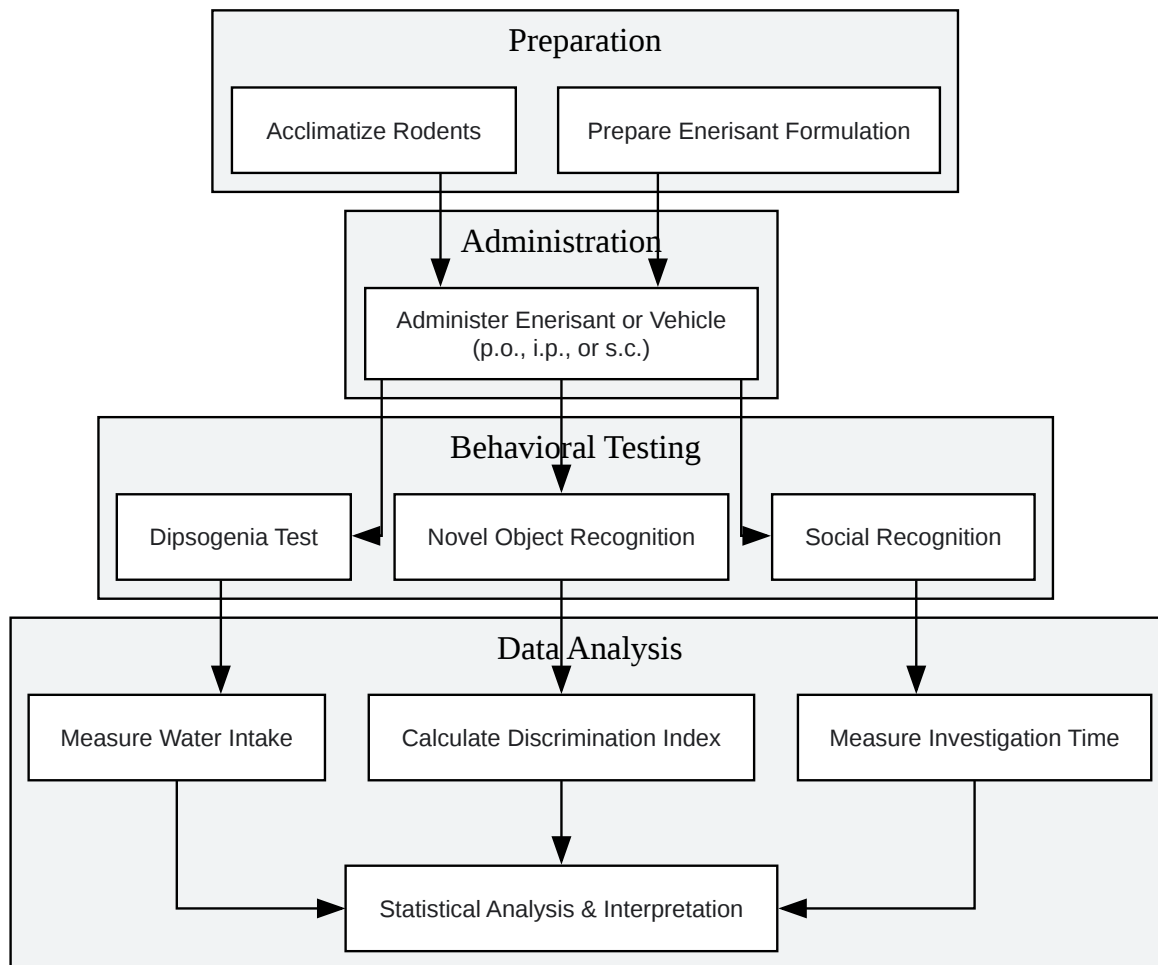 Preparation
Acclimatize Rodents
Prepare Enerisant Formulation
Administration
Administer Enerisant or Vehicle
(p.o., i.p., or s.c.)
Behavioral Testing
Dipsogenia Test
Novel Object Recognition
Social Recognition
Data Analysis
Measure Water Intake
Calculate Discrimination Index
Measure Investigation Time
Statistical Analysis & Interpretation